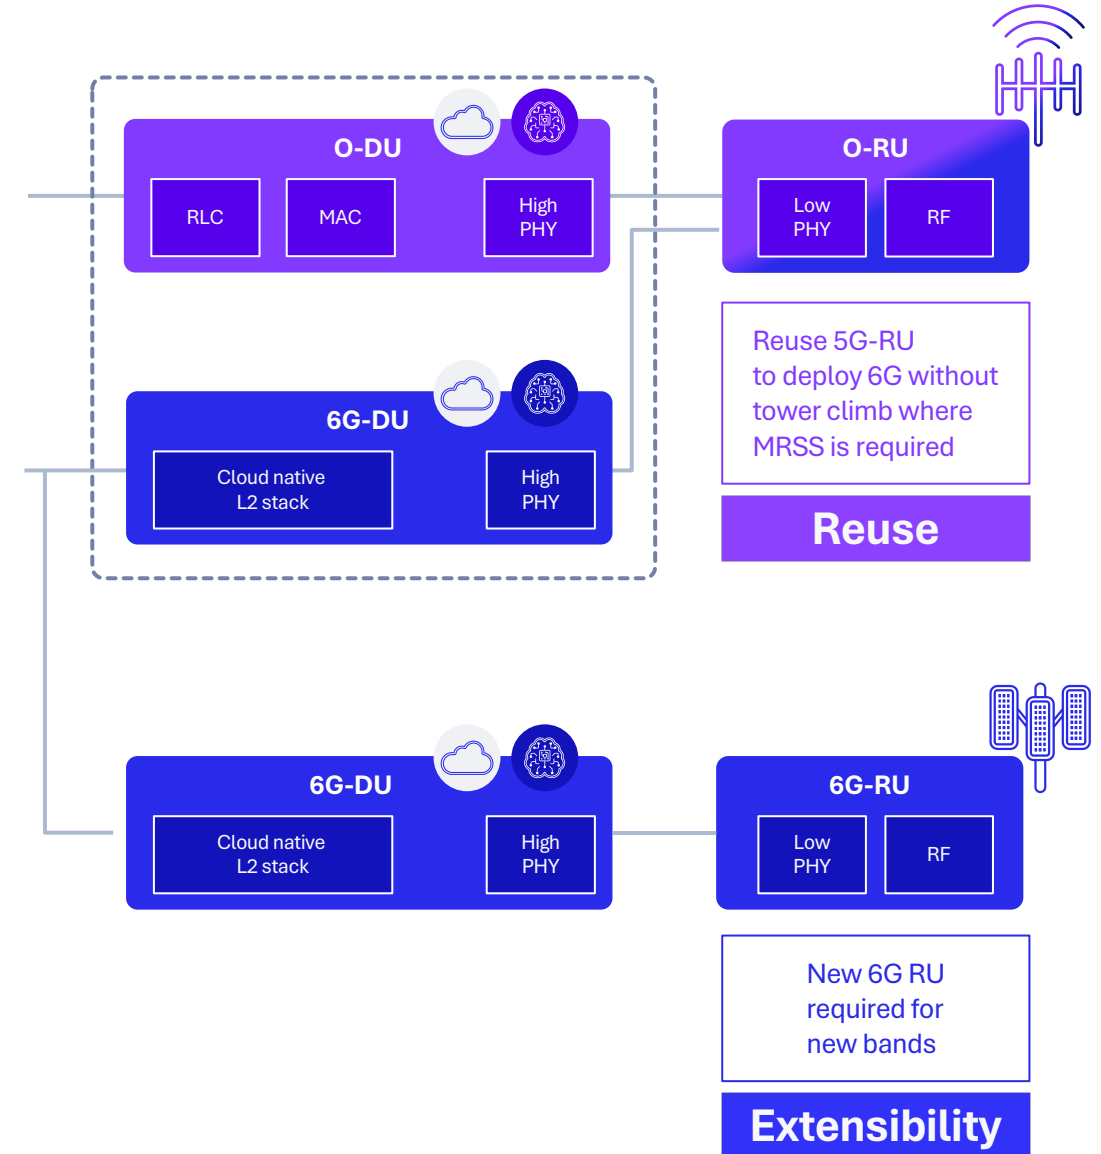 O-DU
RLC
MAC
High
PHY
O-RU
Low
PHY
RF
Reuse 5G-RU
to deploy 6G without
tower climb where
MRSS is required
Reuse
6G-DU
Cloud native
L2 stack
High
PHY
6G-DU
Cloud native
L2 stack
High
PHY
6G-RU
Low
PHY
RF
New 6G RU
required for
new bands
Extensibility